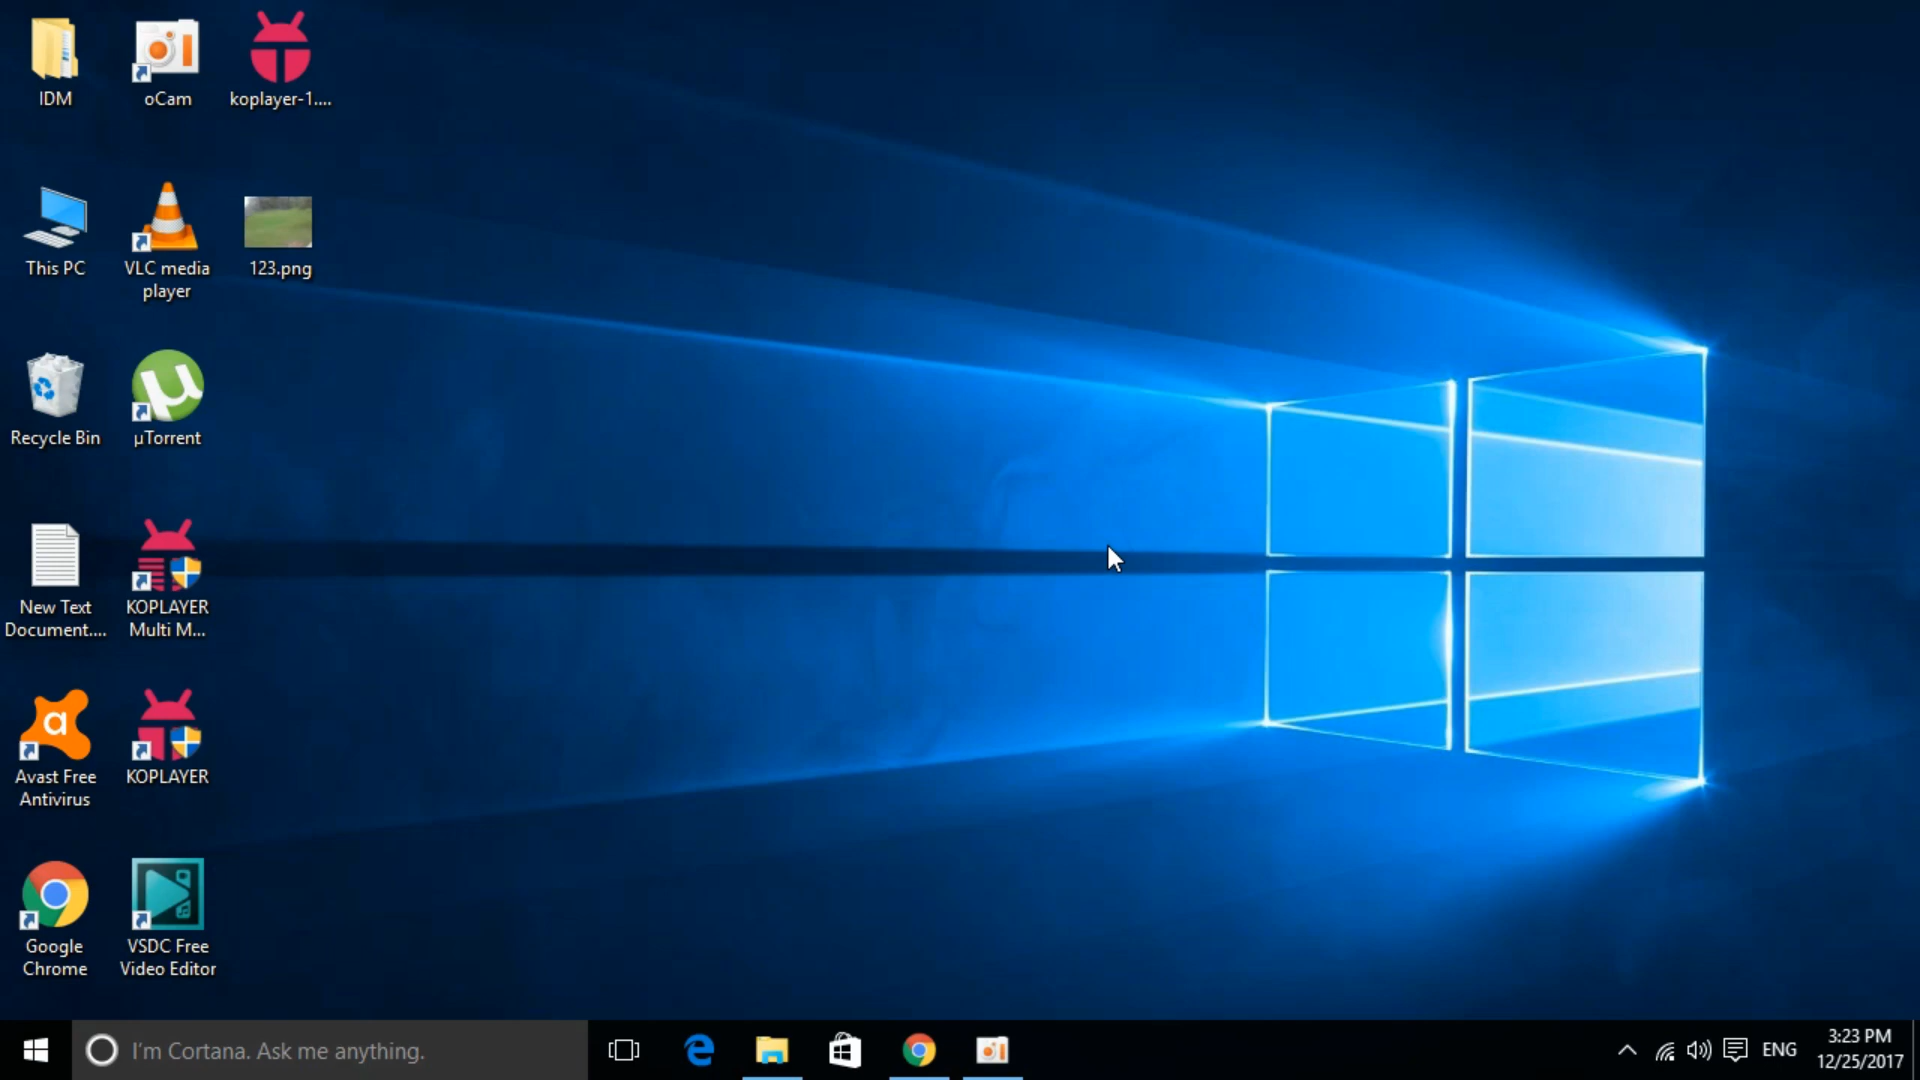 IDM
oCam
koplayer-1....
This PC
VLC media
player
123.png
Recycle Bin
µTorrent
New Text
Document....
KOPLAYER
Multi M...
Avast Free
Antivirus
KOPLAYER
Google
Chrome
VSDC Free
Video Editor
I'm Cortana. Ask me anything.
ENG
3:23 PM
12/25/2017